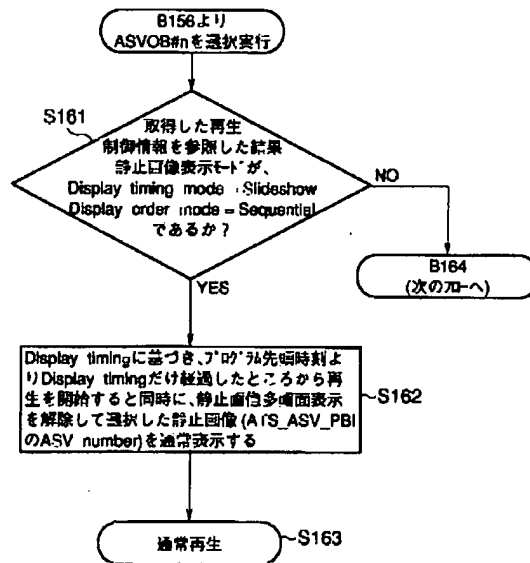 B156より
ASVOB#nを選択実行
S161
取得した再生
制御情報を参照した結果
静止画像表示モードが、
Display timing mode=Slideshow
Display order mode=Sequential
であるか?
NO
B164
(次のフローへ)
YES
Display timingに基づき、プログラム先頭時刻よ
りDisplay timingだけ経過したところから再
生を開始すると同時に、静止画像多画面表示
を解除して選択した静止画像(ATS_ASV_PBI
のASV number)を通常表示する
S162
通常再生
S163